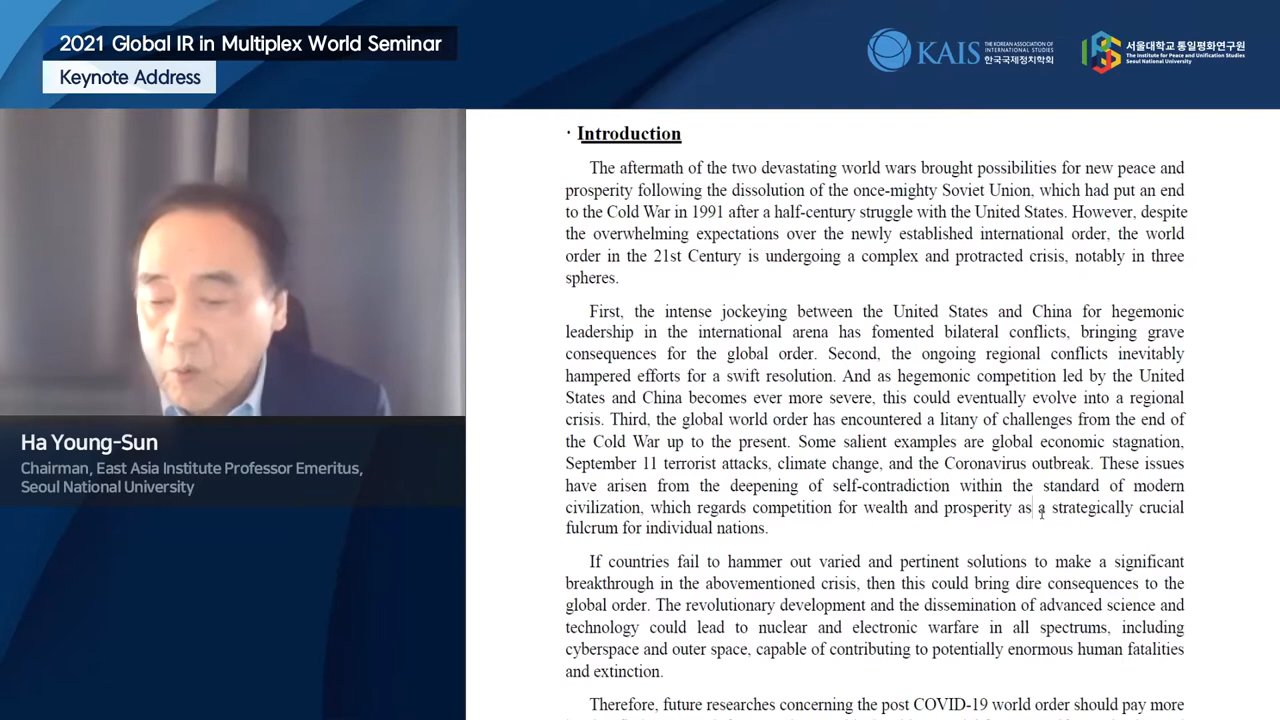 2021 Global IR in Multiplex World Seminar
Keynote Address
KAIS THE KOREAN ASSOCIATION OF INTERNATIONAL STUDIES
한국국제정치학회
서울대학교 통일평화연구원
The Institute for Peace and Unification Studies
Seoul National University
· Introduction
The aftermath of the two devastating world wars brought possibilities for new peace and
prosperity following the dissolution of the once-mighty Soviet Union, which had put an end
to the Cold War in 1991 after a half-century struggle with the United States. However, despite
the overwhelming expectations over the newly established international order, the world
order in the 21st Century is undergoing a complex and protracted crisis, notably in three
spheres.
First, the intense jockeying between the United States and China for hegemonic
leadership in the international arena has fomented bilateral conflicts, bringing grave
consequences for the global order. Second, the ongoing regional conflicts inevitably
hampered efforts for a swift resolution. And as hegemonic competition led by the United
States and China becomes ever more severe, this could eventually evolve into a regional
crisis. Third, the global world order has encountered a litany of challenges from the end of
the Cold War up to the present. Some salient examples are global economic stagnation,
September 11 terrorist attacks, climate change, and the Coronavirus outbreak. These issues
have arisen from the deepening of self-contradiction within the standard of modern
civilization, which regards competition for wealth and prosperity as a strategically crucial
fulcrum for individual nations.
If countries fail to hammer out varied and pertinent solutions to make a significant
breakthrough in the abovementioned crisis, then this could bring dire consequences to the
global order. The revolutionary development and the dissemination of advanced science and
technology could lead to nuclear and electronic warfare in all spectrums, including
cyberspace and outer space, capable of contributing to potentially enormous human fatalities
and extinction.
Therefore, future researches concerning the post COVID-19 world order should pay more
Ha Young-Sun
Chairman, East Asia Institute Professor Emeritus,
Seoul National University